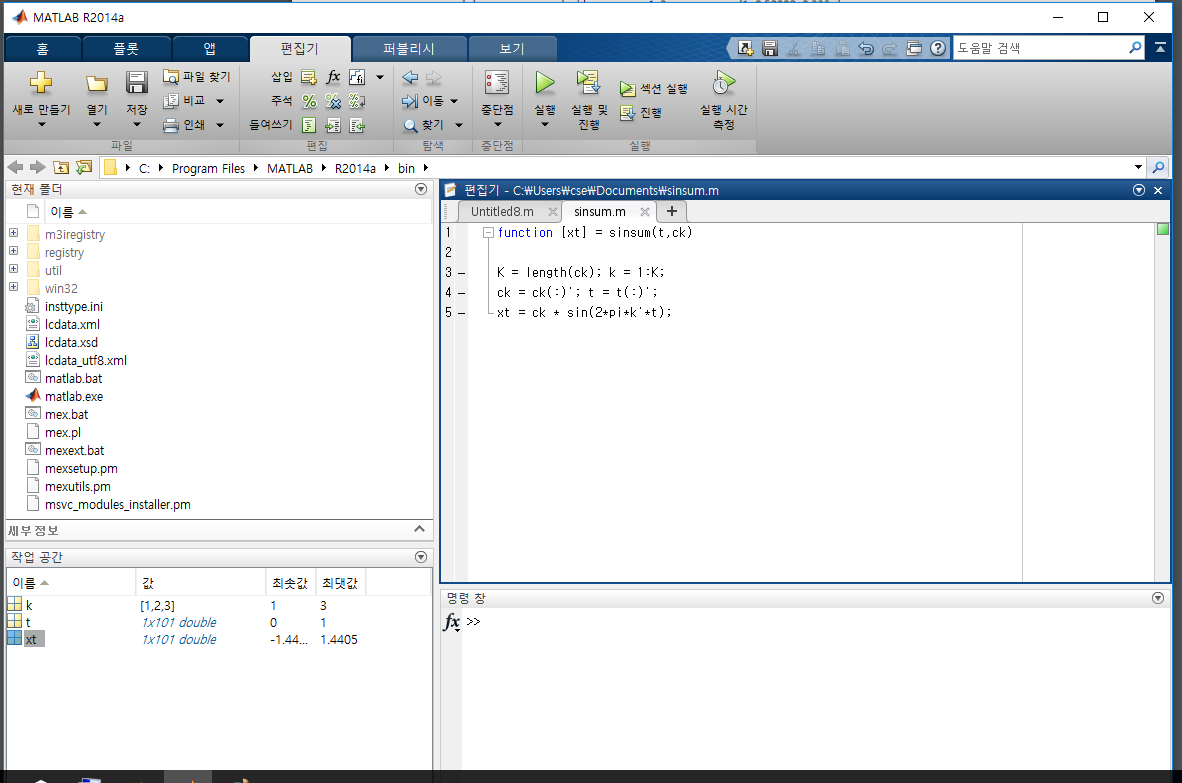 MATLAB R2014a
홈 플롯 앱 편집기 퍼블리시 보기
도움말 검색
새로 만들기 열기 저장 파일 찾기 비교 인쇄
삽입 fx
주석
들여쓰기
이동
찾기
중단점
실행 실행 및 진행 섹션 실행 진행 실행 시간 측정
파일 편집 탐색 중단점 실행
C: Program Files MATLAB R2014a bin
현재 폴더
이름
m3iregistry
registry
util
win32
insttype.ini
lcdata.xml
lcdata.xsd
lcdata_utf8.xml
matlab.bat
matlab.exe
mex.bat
mex.pl
mexext.bat
mexsetup.pm
mexutils.pm
msvc_modules_installer.pm
세부 정보
작업 공간
이름 값 최솟값 최댓값
k [1,2,3] 1 3
t 1x101 double 0 1
xt 1x101 double -1.44... 1.4405
편집기 - C:₩Users₩cse₩Documents₩sinsum.m
Untitled8.m sinsum.m
1 function [xt] = sinsum(t,ck)
2
3 – K = length(ck); k = 1:K;
4 – ck = ck(:)'; t = t(:)';
5 – xt = ck * sin(2*pi*k'*t);
명령 창
fx >>